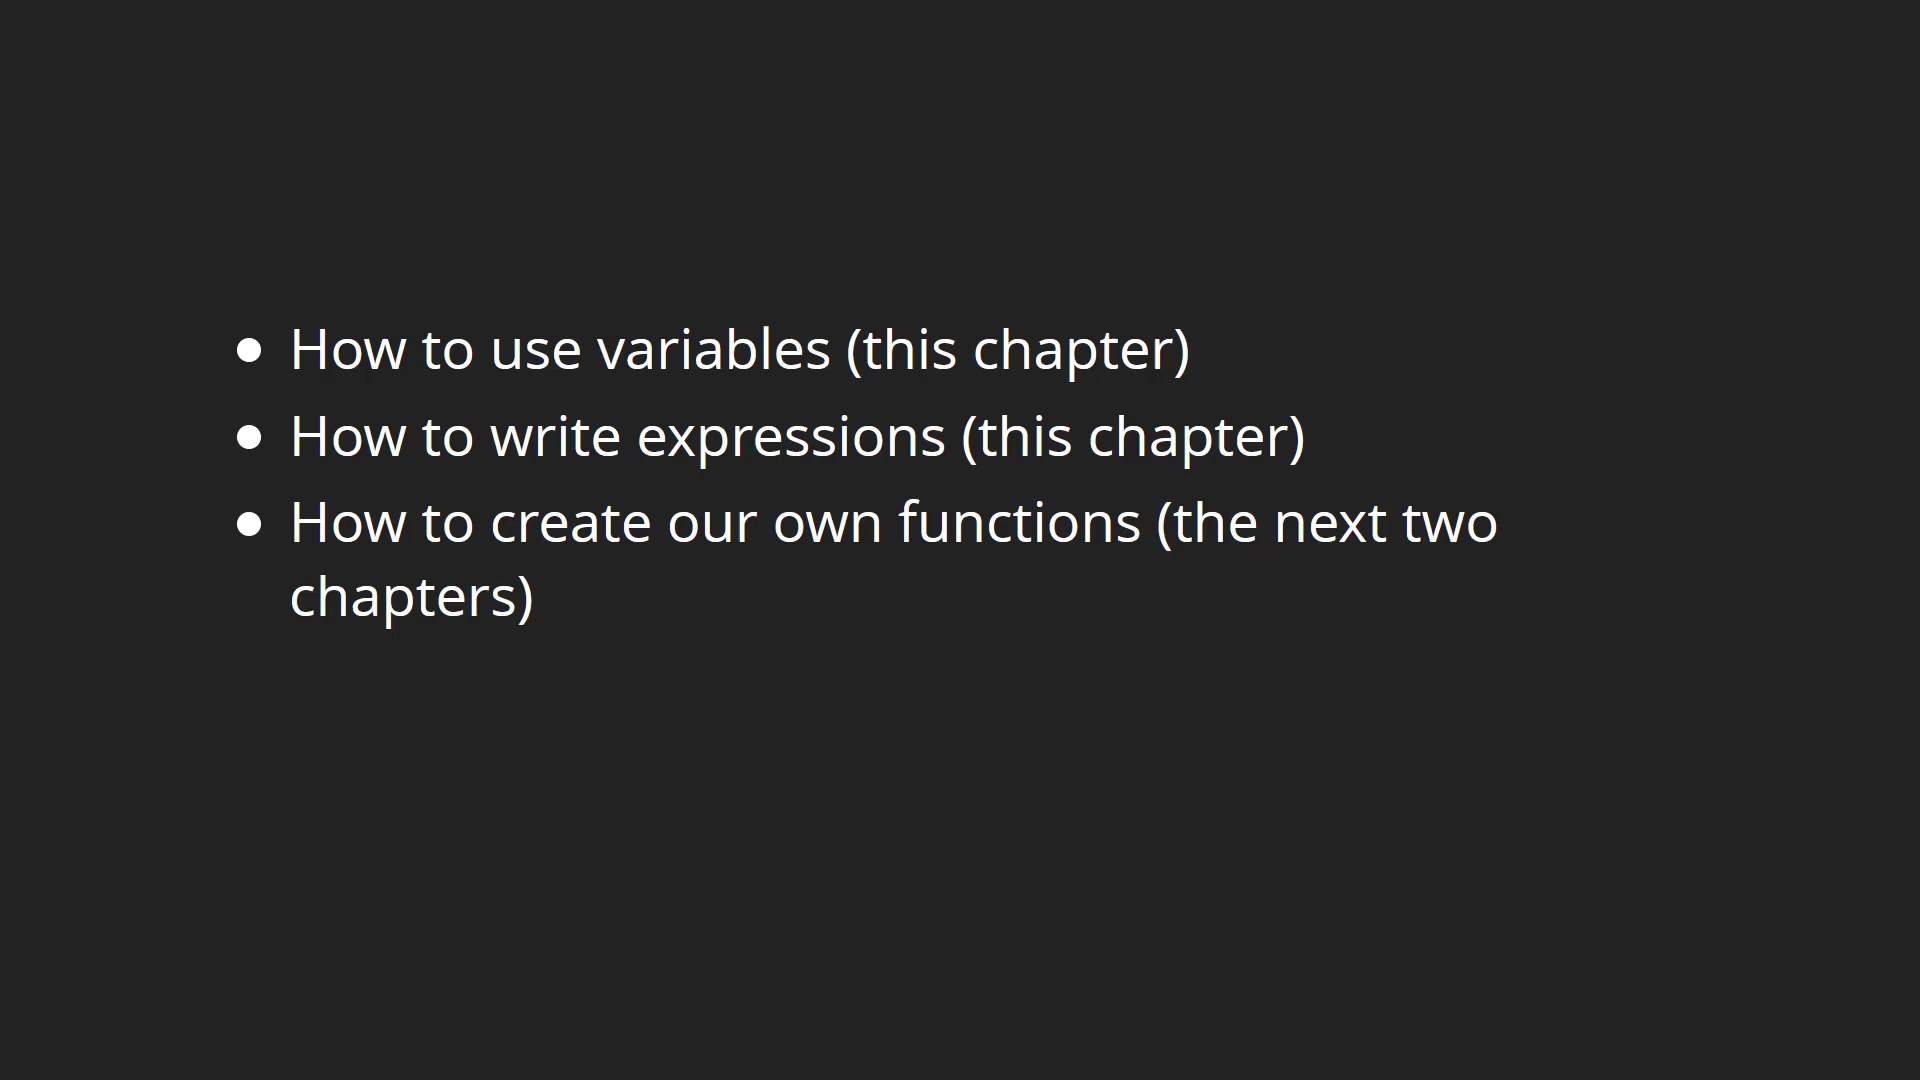 ● How to use variables (this chapter)
● How to write expressions (this chapter)
● How to create our own functions (the next two
chapters)